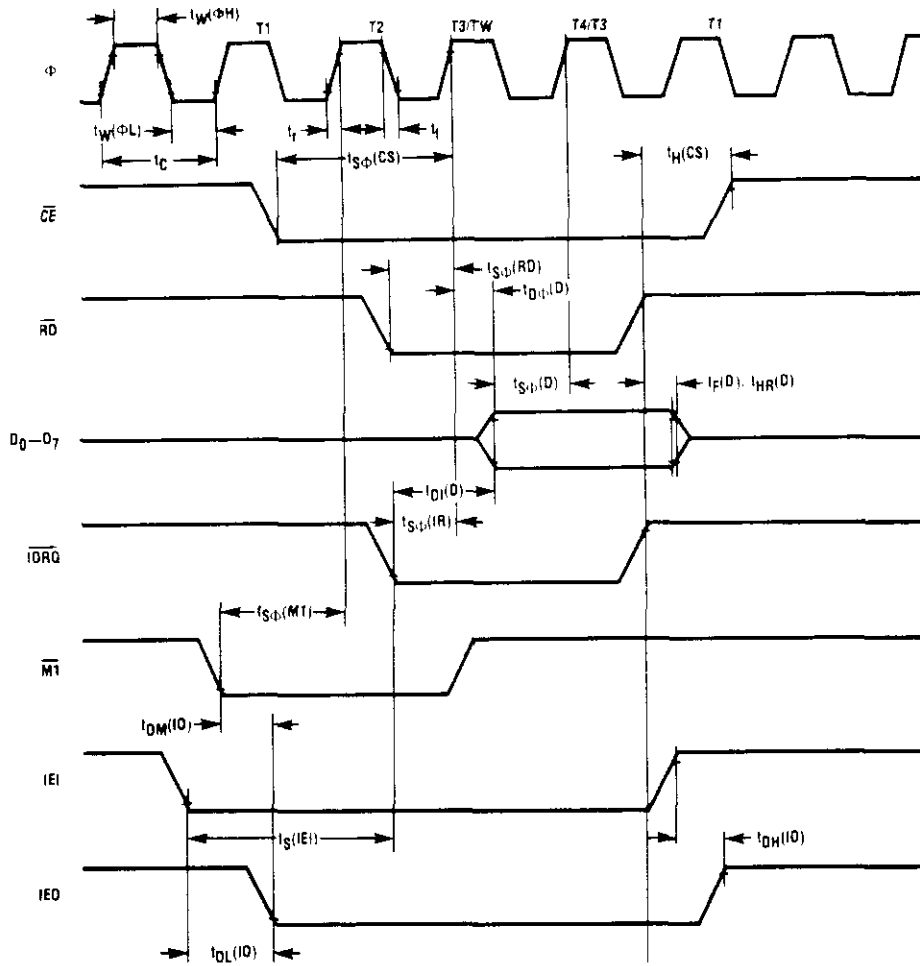 tW(ΦH)
T1 T2 T3/TW T4/T3 T1
Φ
tW(ΦL) tr tf
tC tSΦ(CS) tH(CS)
CE
tSΦ(RD)
tDΦ(D)
RD
tSΦ(D) tF(D), tHR(D)
D0—D7
tDI(D)
tSΦ(IR)
IORQ
tSΦ(M1)
M1
tDM(IO)
IEI
tS(IEI) tDH(IO)
IEO
tDL(IO)